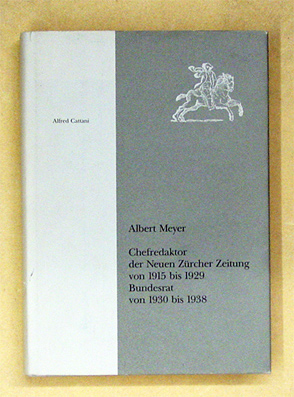 Alfred Cattani
Albert Meyer
Chefredaktor
der Neuen Zürcher Zeitung
von 1915 bis 1929
Bundesrat
von 1930 bis 1938